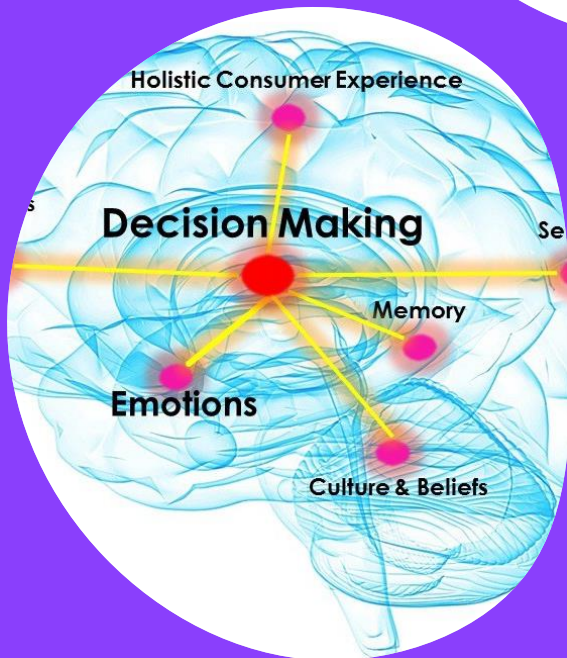 Holistic Consumer Experience
Decision Making
Memory
Emotions
Culture & Beliefs